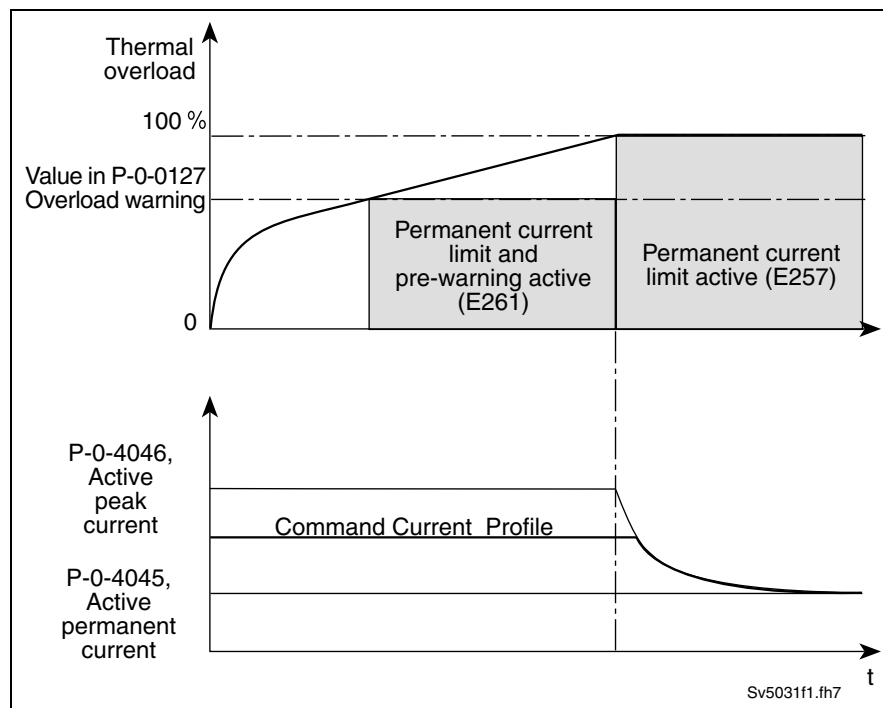 Thermal
overload
100 %
Value in P-0-0127
Overload warning
0
Permanent current
limit and
pre-warning active
(E261)
Permanent current
limit active (E257)
P-0-4046,
Active
peak
current
Command Current Profile
P-0-4045,
Active
permanent
current
t
Sv5031f1.fh7